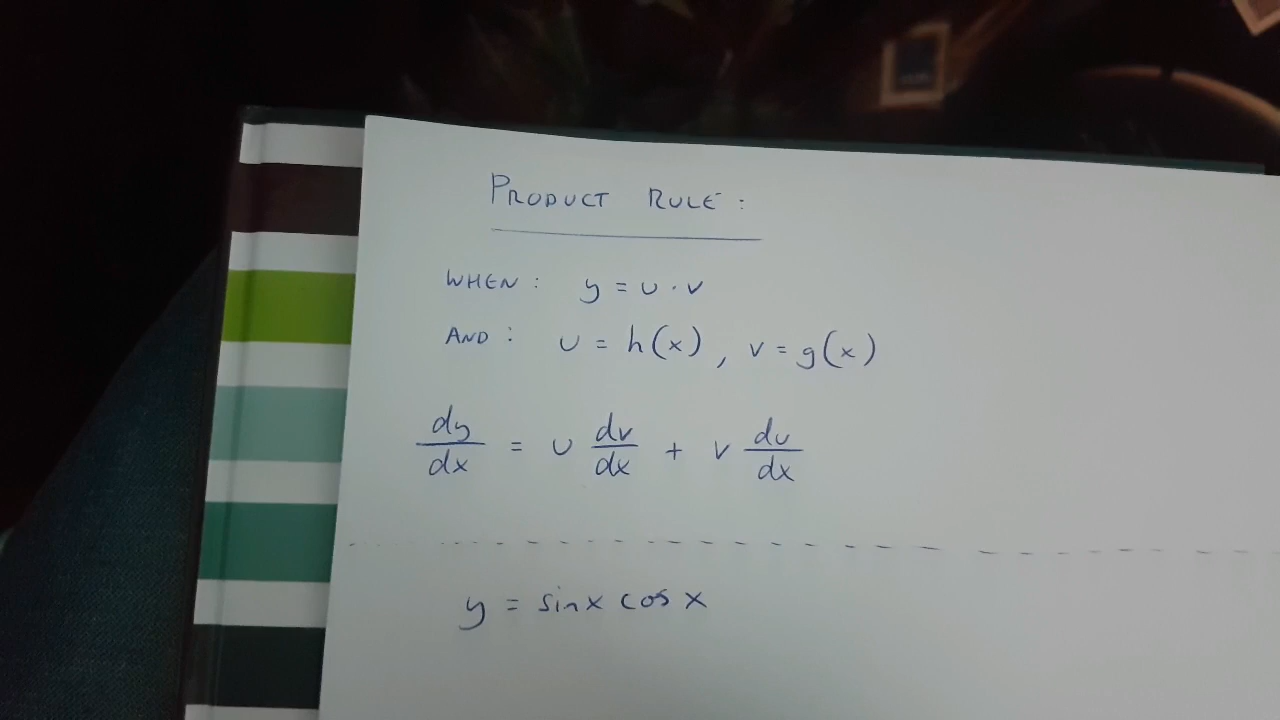 PRODUCT RULE:
WHEN: y = u · v
AND: u = h(x), v = g(x)
dy/dx = u dv/dx + v du/dx
y = sinx cos x